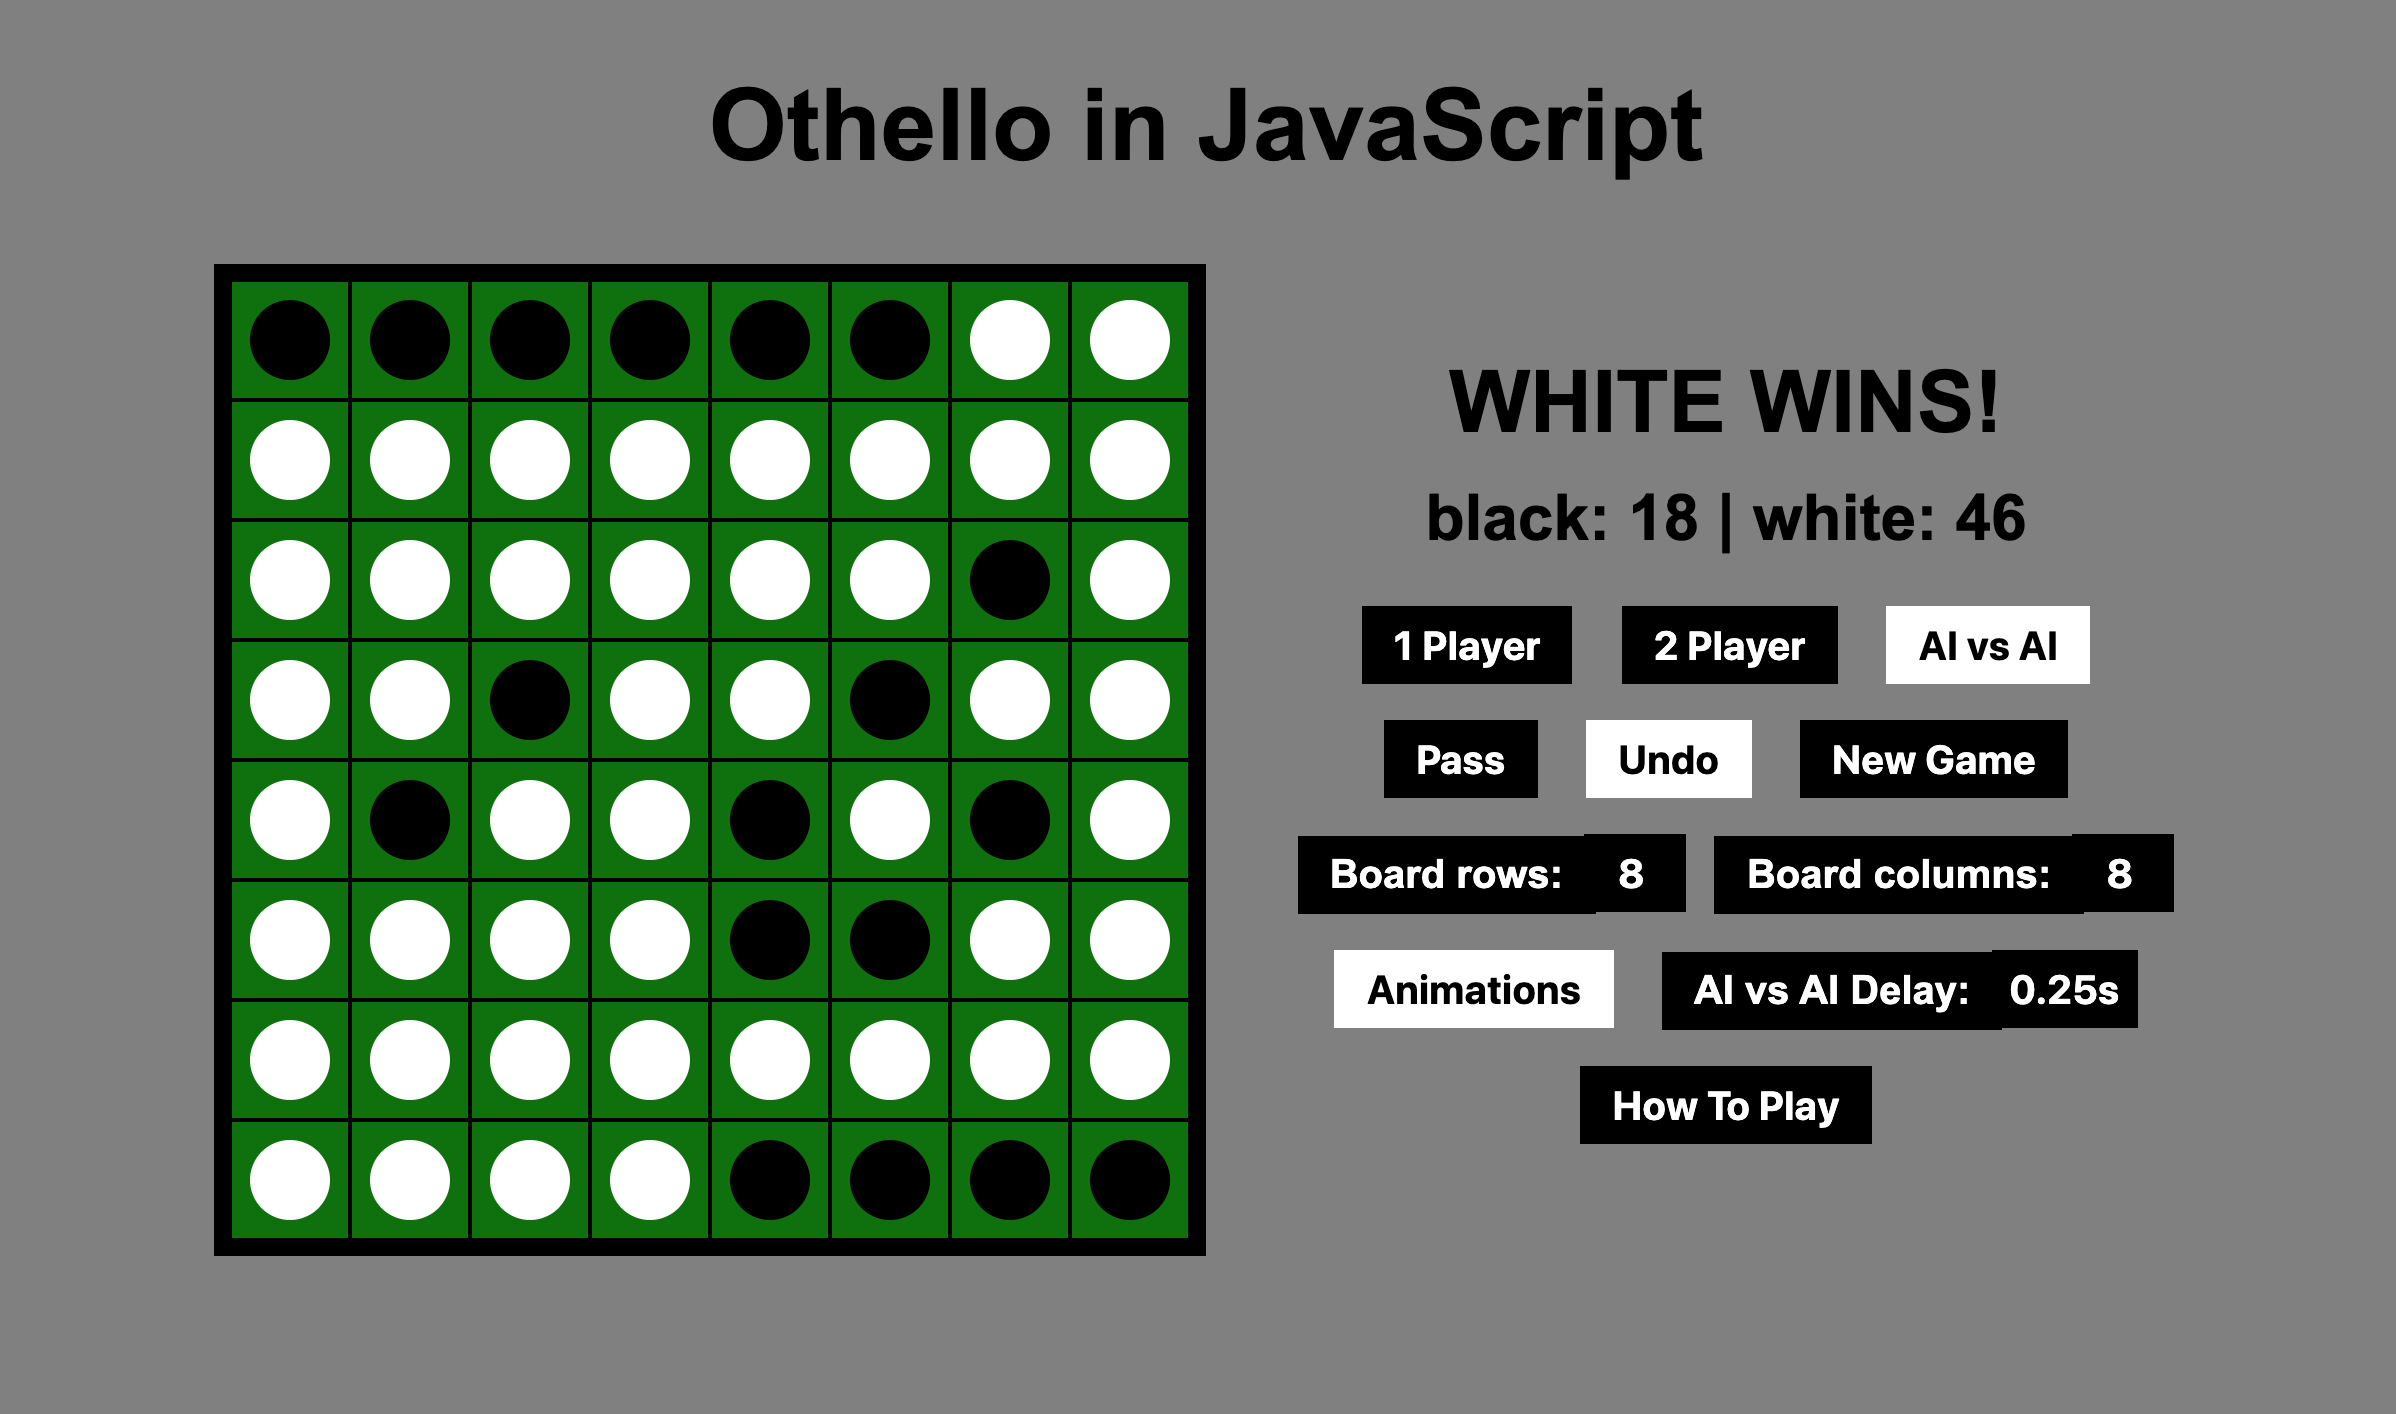 Othello in JavaScript
WHITE WINS!
black: 18 | white: 46
1 Player 2 Player AI vs AI
Pass Undo New Game
Board rows: 8 Board columns: 8
Animations AI vs AI Delay: 0.25s
How To Play